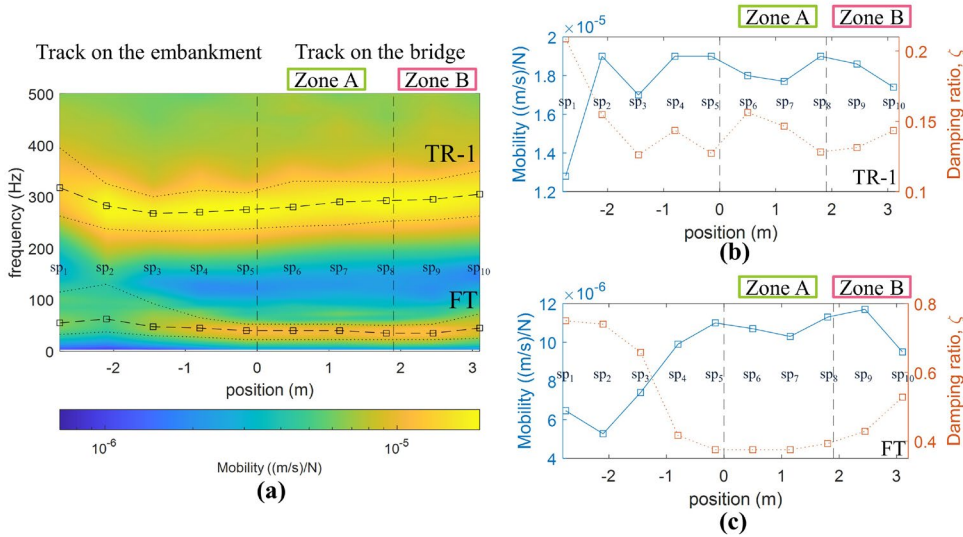 Track on the embankment
Track on the bridge
Zone A
Zone B
500
400
300
200
100
0
frequency (Hz)
TR-1
FT
sp₁
sp₂
sp₃
sp₄
sp₅
sp₆
sp₇
sp₈
sp₉
sp₁₀
-2
-1
0
1
2
3
position (m)
10⁻⁶
10⁻⁵
Mobility ((m/s)/N)
(a)
Zone A
Zone B
×10⁻⁵
2
1.8
1.6
1.4
1.2
Mobility ((m/s)/N)
sp₁
sp₂
sp₃
sp₄
sp₅
sp₆
sp₇
sp₈
sp₉
sp₁₀
TR-1
0.2
0.15
0.1
Damping ratio, ζ
-2
-1
0
1
2
3
position (m)
(b)
Zone A
Zone B
×10⁻⁶
12
10
8
6
4
Mobility ((m/s)/N)
sp₁
sp₂
sp₃
sp₄
sp₅
sp₆
sp₇
sp₈
sp₉
sp₁₀
FT
0.8
0.6
0.4
Damping ratio, ζ
-2
-1
0
1
2
3
position (m)
(c)